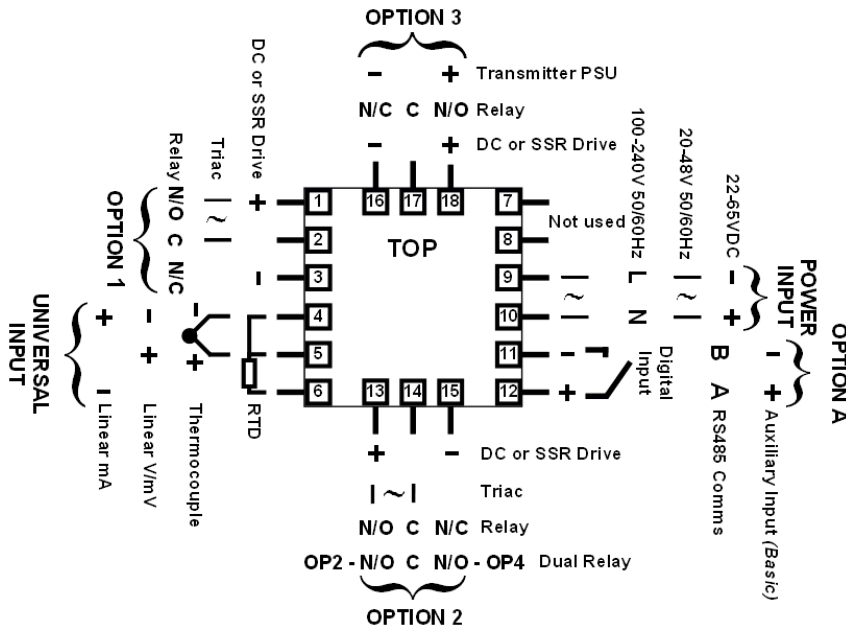 OPTION 3
- + Transmitter PSU
N/C C N/O Relay
- + DC or SSR Drive
DC or SSR Drive
+ -
Triac
~
Relay N/O C N/C
OPTION 1
UNIVERSAL
INPUT
+ - Linear mA
- + Linear V/mV
- + Thermocouple
RTD
TOP
1
2
3
4
5
6
16 17 18
7
8
9
10
11
12
13 14 15
Not used
~
100-240V 50/60Hz
L N
20-48V 50/60Hz
~
22-65VDC
- +
POWER
INPUT
OPTION A
- +
Digital
Input
B A RS485 Comms
- + Auxiliary Input (Basic)
+ - DC or SSR Drive
~ Triac
N/O C N/C Relay
OP2 - N/O C N/O - OP4 Dual Relay
OPTION 2